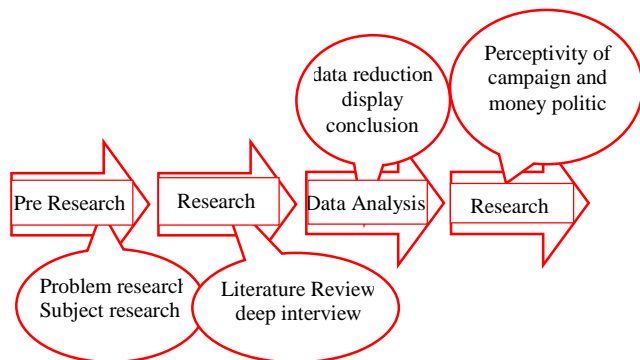 data reduction
display
conclusion
Perceptivity of
campaign and
money politic
Pre Research
Research
Data Analysis
Research
Problem research
Subject research
Literature Review
deep interview